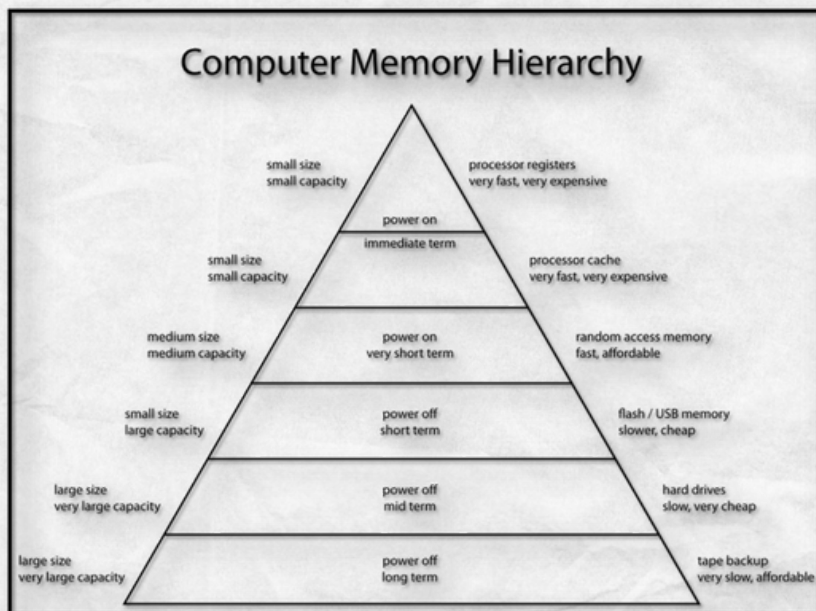 Computer Memory Hierarchy
small size
small capacity
processor registers
very fast, very expensive
power on
immediate term
small size
small capacity
processor cache
very fast, very expensive
medium size
medium capacity
power on
very short term
random access memory
fast, affordable
small size
large capacity
power off
short term
flash / USB memory
slower, cheap
large size
very large capacity
power off
mid term
hard drives
slow, very cheap
large size
very large capacity
power off
long term
tape backup
very slow, affordable